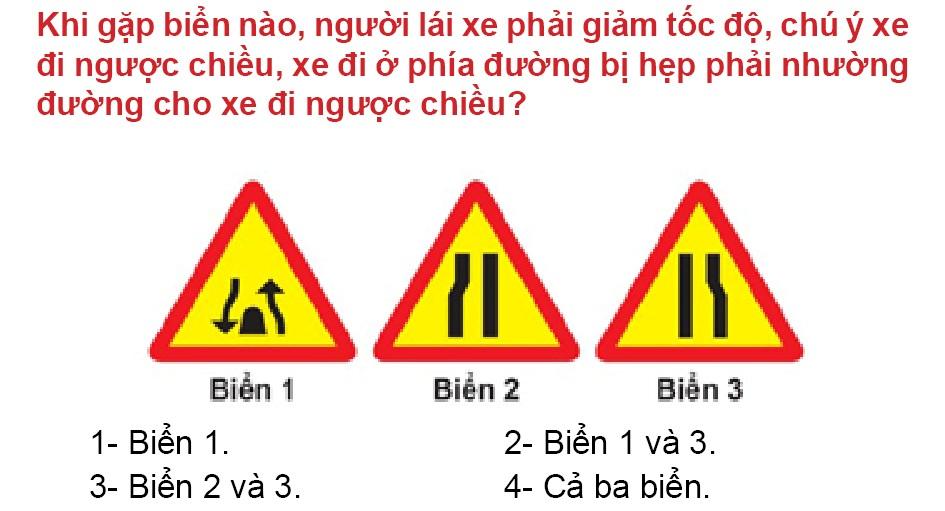 Khi gặp biển nào, người lái xe phải giảm tốc độ, chú ý xe
đi ngược chiều, xe đi ở phía đường bị hẹp phải nhường
đường cho xe đi ngược chiều?
Biển 1 Biển 2 Biển 3
1- Biển 1. 2- Biển 1 và 3.
3- Biển 2 và 3. 4- Cả ba biển.